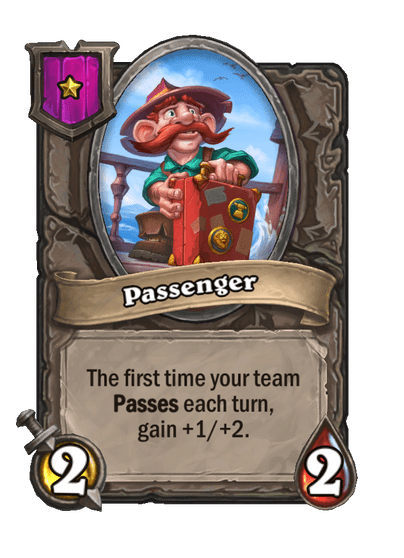 Passenger
The first time your team
Passes each turn,
gain +1/+2.
2
2